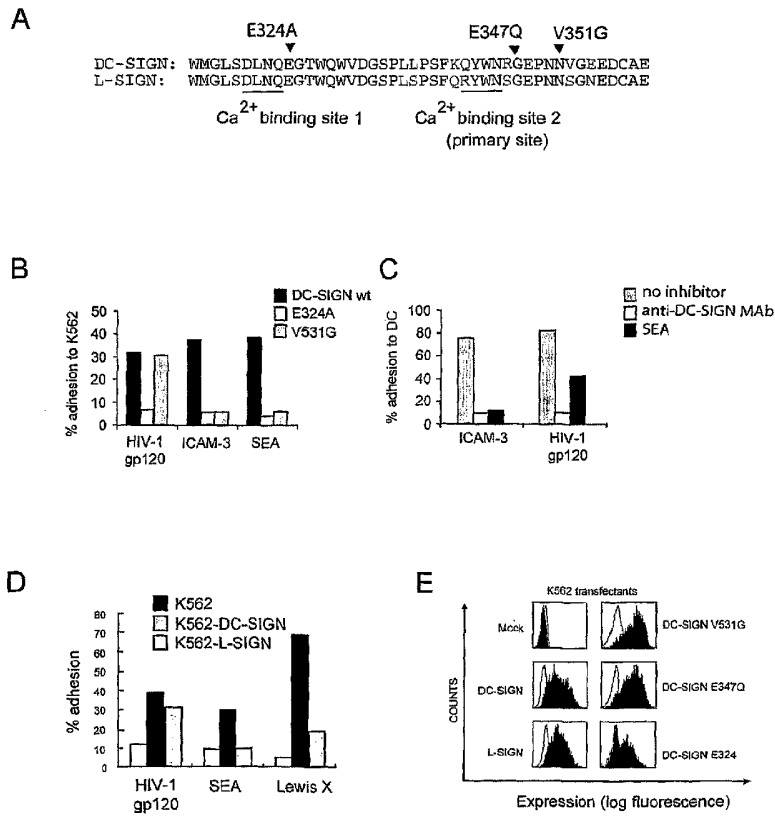 A
E324A
E347Q
V351G
DC-SIGN: WMGLSDLNQEGTWQWVDGSPLLPSFKQYWNRGEPNNVGEEDCAE
L-SIGN: WMGLSDLNQEGTWQWVDGSPLSPSFQRYWNSGEPNNSGNEDCAE
Ca2+ binding site 1
Ca2+ binding site 2
(primary site)
B
DC-SIGN wt
E324A
V531G
% adhesion to K562
50
40
30
20
10
0
HIV-1
gp120
ICAM-3
SEA
C
no inhibitor
anti-DC-SIGN MAb
SEA
% adhesion to DC
100
80
60
40
20
0
ICAM-3
HIV-1
gp120
D
K562
K562-DC-SIGN
K562-L-SIGN
% adhesion
80
70
60
50
40
30
20
10
0
HIV-1
gp120
SEA
Lewis X
E
K562 transfectants
COUNTS
Mock
DC-SIGN V531G
DC-SIGN
DC-SIGN E347Q
L-SIGN
DC-SIGN E324
Expression (log fluorescence)